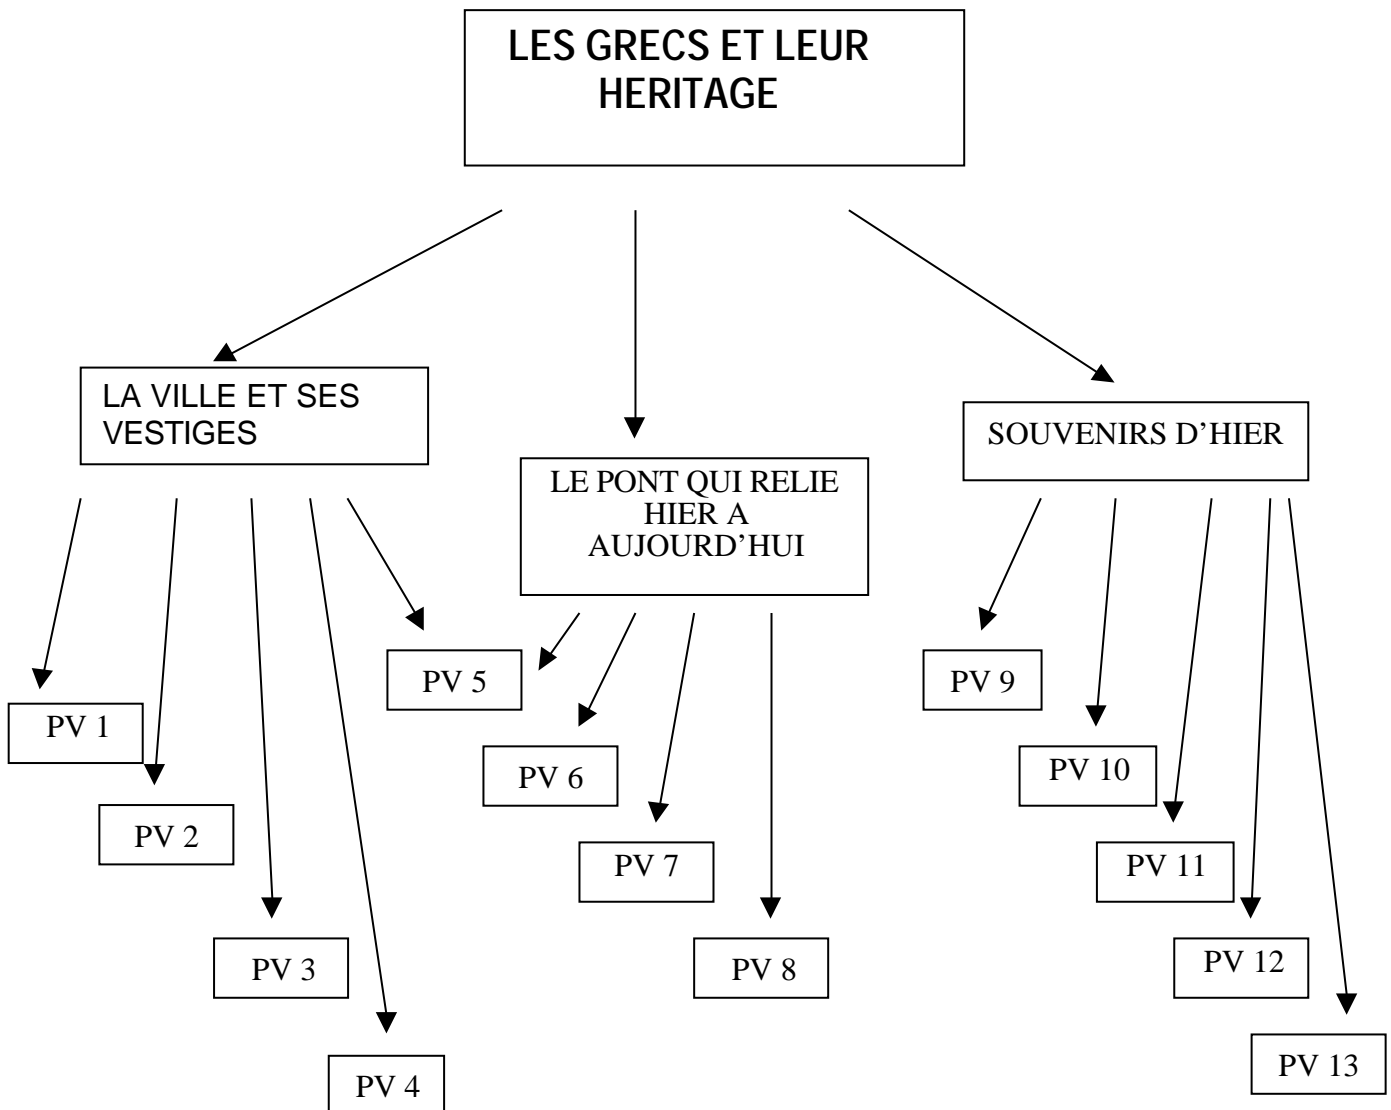 LES GRECS ET LEUR
HERITAGE
LA VILLE ET SES
VESTIGES
LE PONT QUI RELIE
HIER A
AUJOURD’HUI
SOUVENIRS D’HIER
PV 1
PV 2
PV 3
PV 4
PV 5
PV 6
PV 7
PV 8
PV 9
PV 10
PV 11
PV 12
PV 13